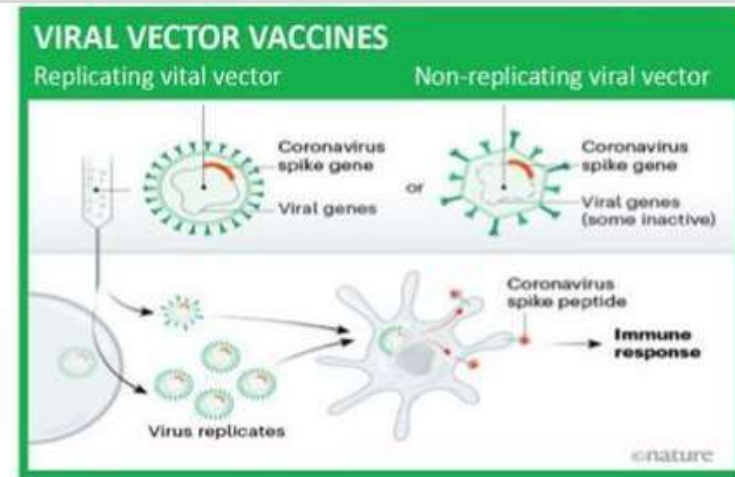 VIRAL VECTOR VACCINES
Replicating vital vector
Non-replicating viral vector
Coronavirus
spike gene
Viral genes
or
Coronavirus
spike gene
Viral genes
(some inactive)
Virus replicates
Coronavirus
spike peptide
Immune
response
©nature